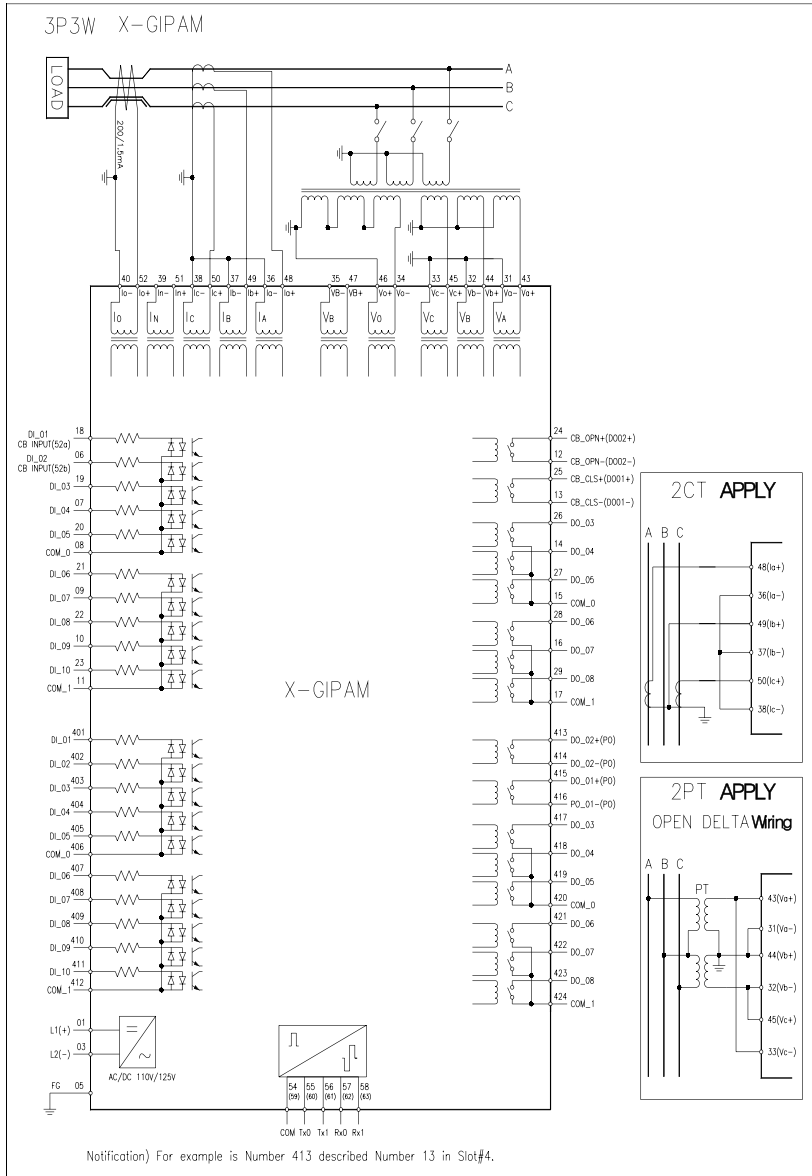 3P3W X-GIPAM
LOAD
A
B
C
200/1.5mA
40 52 39 51 38 50 37 49 36 48 35 47 46 34 33 45 32 44 31 43
Io- Io+ In- In+ Ic- Ic+ Ib- Ib+ Ia- Ia+ VB- VB+ Vo+ Vo- Vc- Vc+ Vb- Vb+ Va- Va+
Io IN IC IB IA VB VO VC VB VA
DI_01 18
CB INPUT(52a)
DI_02 06
CB INPUT(52b)
DI_03 19
DI_04 07
DI_05 20
COM_0 08
DI_06 21
DI_07 09
DI_08 22
DI_09 10
DI_10 23
COM_1 11
DI_01 401
DI_02 402
DI_03 403
DI_04 404
DI_05 405
COM_0 406
DI_06 407
DI_07 408
DI_08 409
DI_09 410
DI_10 411
COM_1 412
L1(+) 01
L2(-) 03
AC/DC 110V/125V
FG 05
X-GIPAM
24 CB_OPN+(DO02+)
12 CB_OPN-(DO02-)
25 CB_CLS+(DO01+)
13 CB_CLS-(DO01-)
26 DO_03
14 DO_04
27 DO_05
15 COM_0
28 DO_06
16 DO_07
29 DO_08
17 COM_1
413 DO_02+(PO)
414 DO_02-(PO)
415 DO_01+(PO)
416 PO_01-(PO)
417 DO_03
418 DO_04
419 DO_05
420 COM_0
421 DO_06
422 DO_07
423 DO_08
424 COM_1
54 55 56 57 58
(59) (60) (61) (62) (63)
COM Tx0 Tx1 Rx0 Rx1
2CT APPLY
A B C
48(Ia+)
36(Ia-)
49(Ib+)
37(Ib-)
50(Ic+)
38(Ic-)
2PT APPLY
OPEN DELTA Wiring
A B C
PT
43(Va+)
31(Va-)
44(Vb+)
32(Vb-)
45(Vc+)
33(Vc-)
Notification) For example is Number 413 described Number 13 in Slot#4.